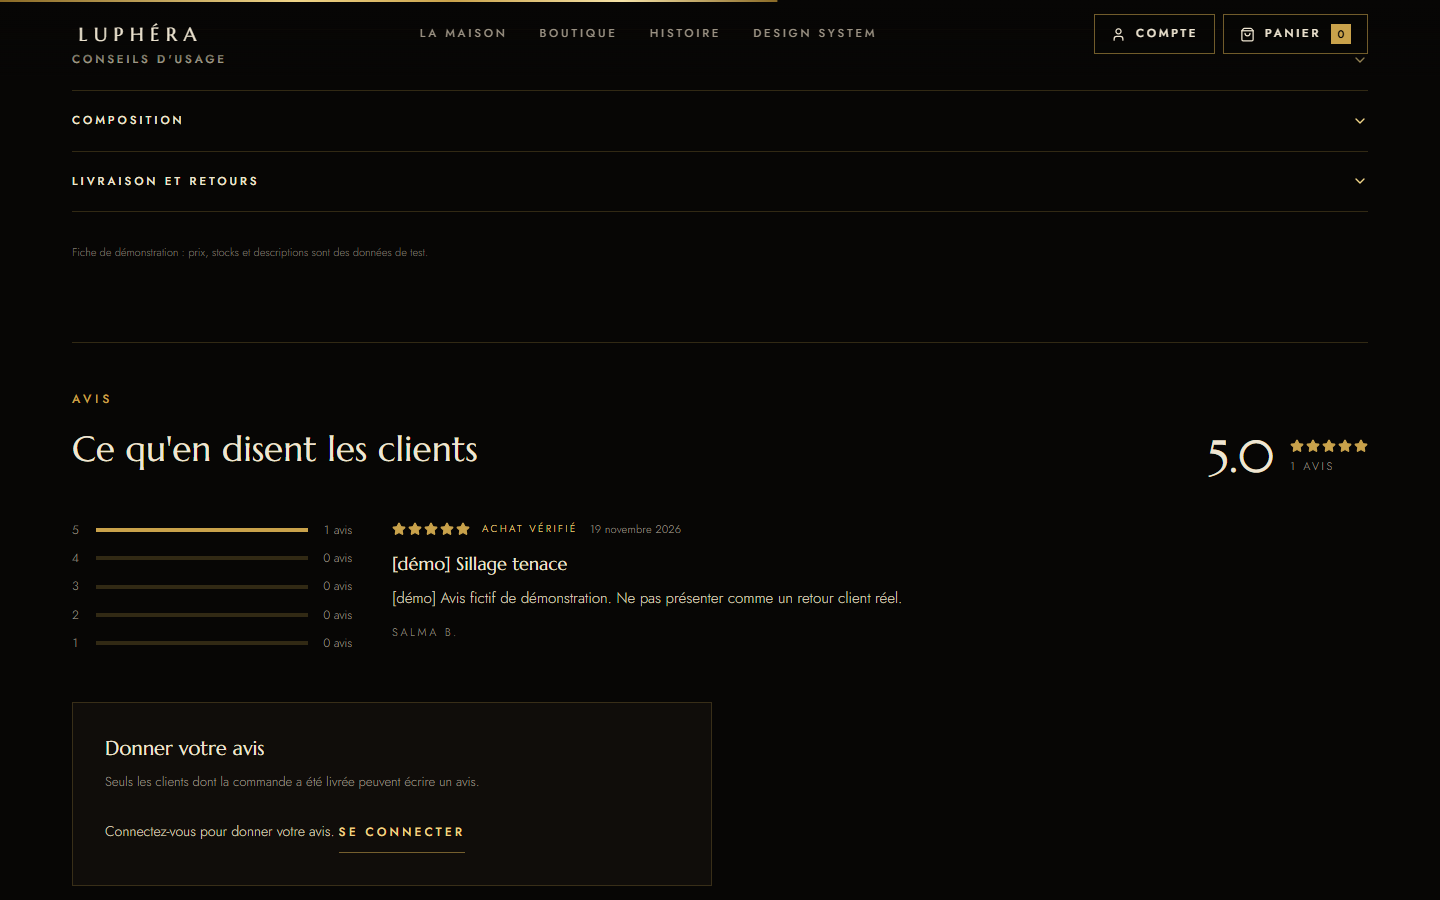 LUPHÉRA
LA MAISON BOUTIQUE HISTOIRE DESIGN SYSTEM
COMPTE
PANIER 0
CONSEILS D'USAGE
COMPOSITION
LIVRAISON ET RETOURS
Fiche de démonstration : prix, stocks et descriptions sont des données de test.
AVIS
Ce qu'en disent les clients
5.0
1 AVIS
5 1 avis
4 0 avis
3 0 avis
2 0 avis
1 0 avis
ACHAT VÉRIFIÉ 19 novembre 2026
[démo] Sillage tenace
[démo] Avis fictif de démonstration. Ne pas présenter comme un retour client réel.
SALMA B.
Donner votre avis
Seuls les clients dont la commande a été livrée peuvent écrire un avis.
Connectez-vous pour donner votre avis. SE CONNECTER